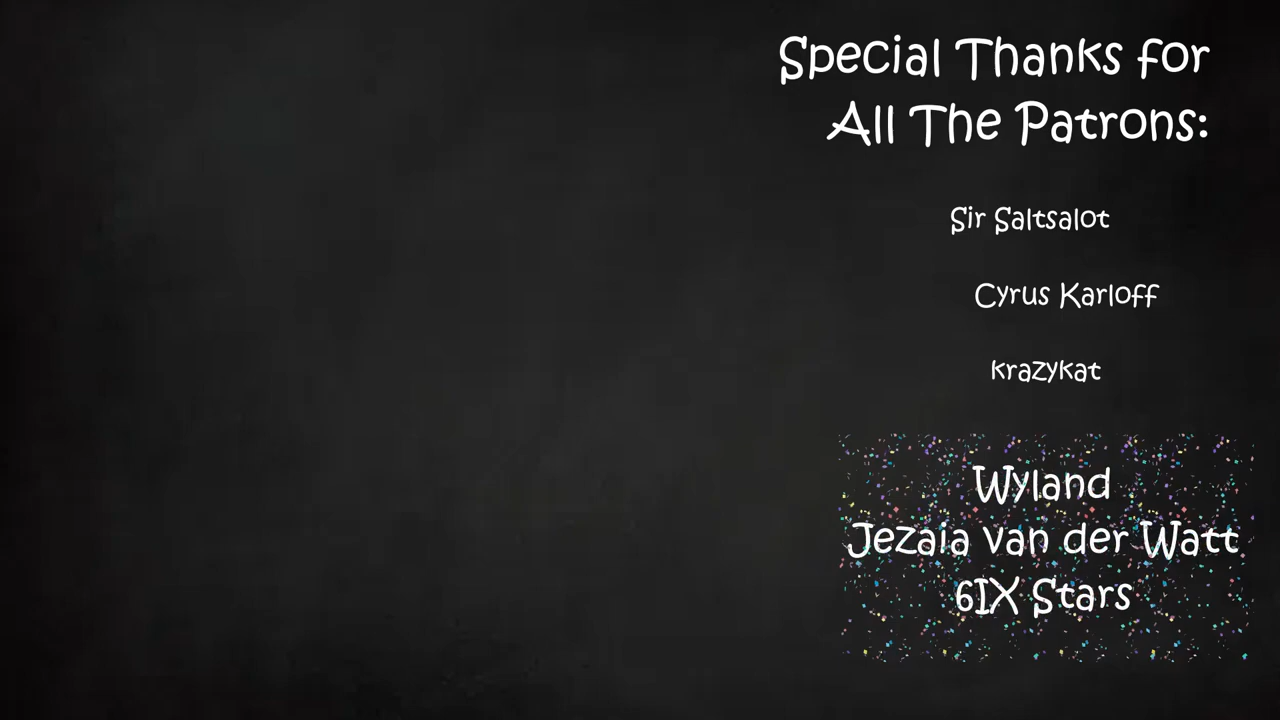 Special Thanks for
All The Patrons:
Sir Saltsalot
Cyrus Karloff
krazykat
Wyland
Jezaia van der Watt
6IX Stars